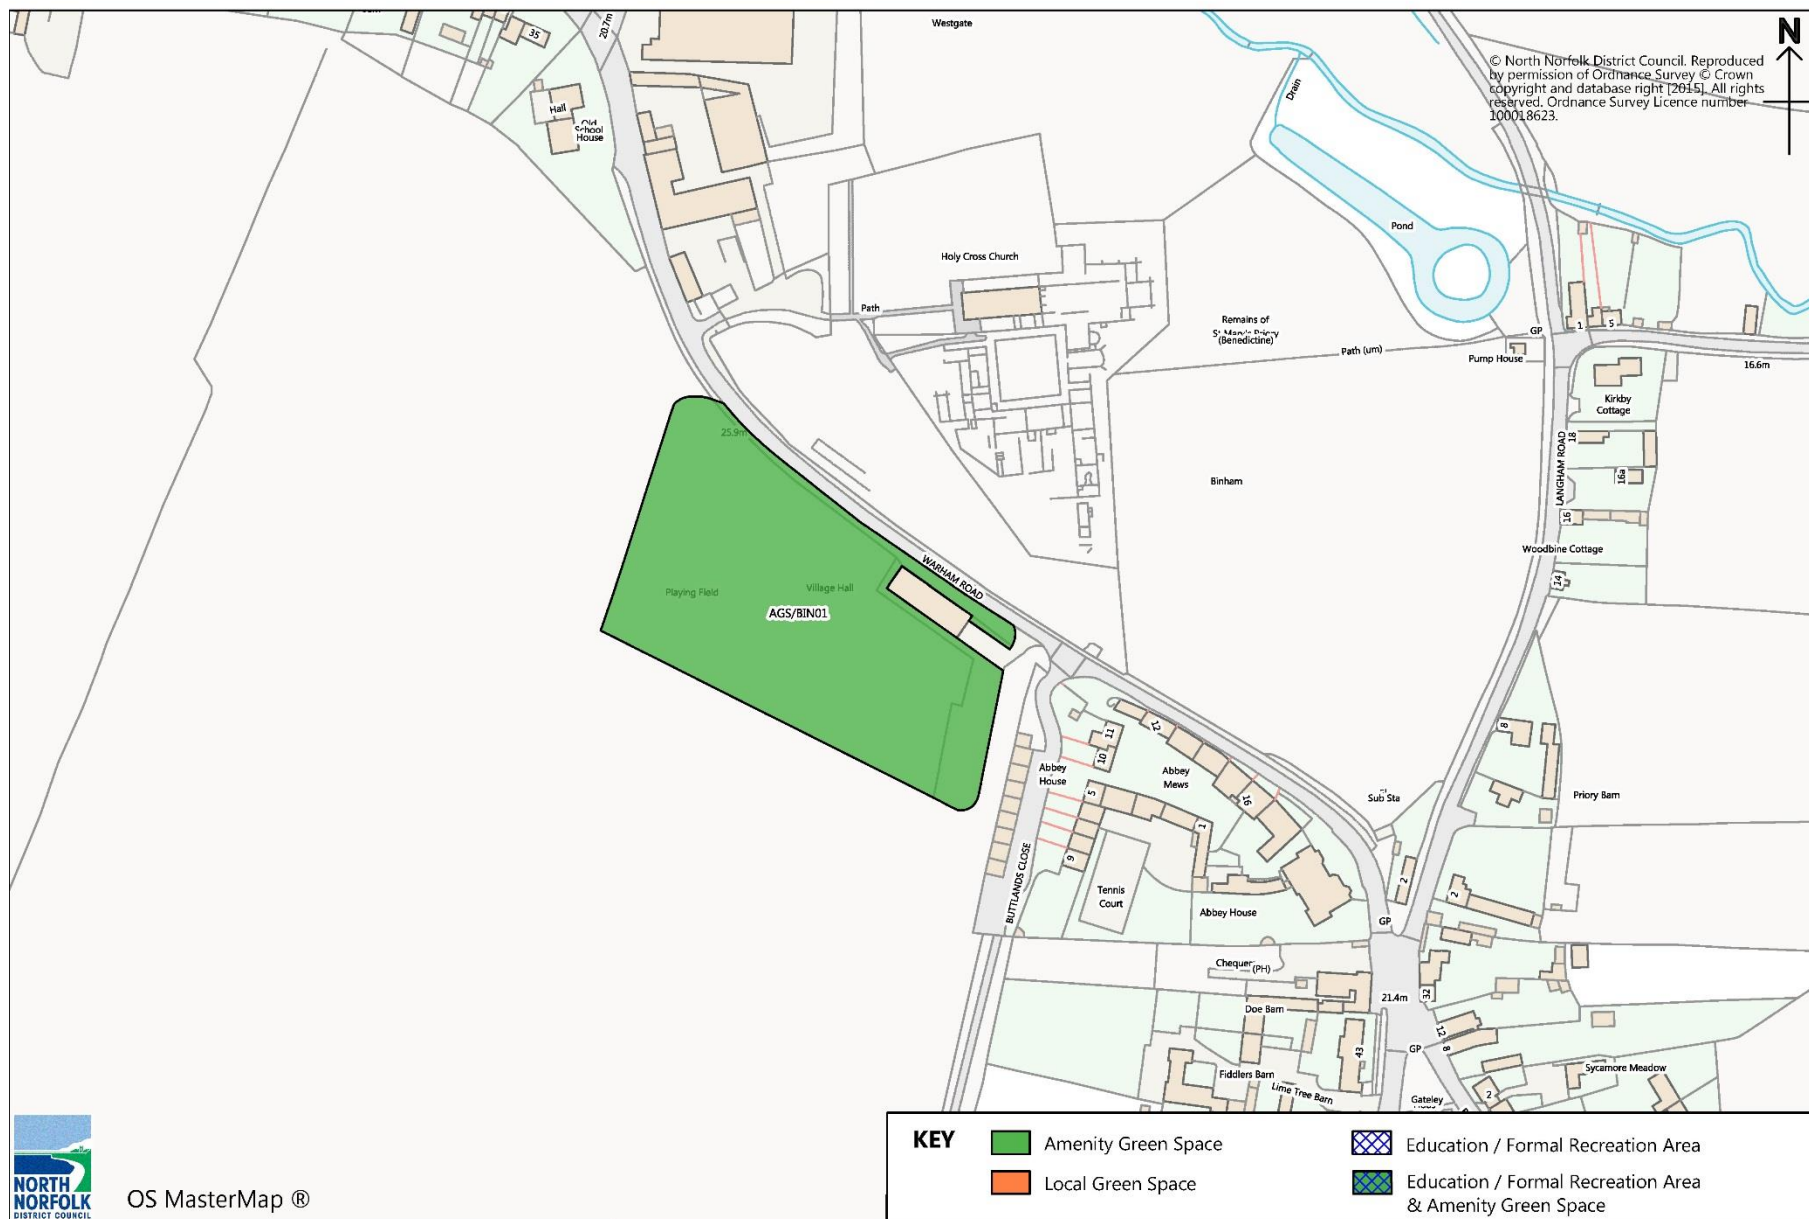 Westgate
N
© North Norfolk District Council. Reproduced
by permission of Ordnance Survey © Crown
copyright and database right [2015]. All rights
reserved. Ordnance Survey Licence number
100018623.
35
20.7m
Hall
Old
School
House
Drain
Pond
Holy Cross Church
Path
Remains of
St Mary's Priory
(Benedictine)
Path (um)
GP
1
5
Pump House
16.6m
Kirkby
Cottage
25.9m
18
LANGHAM ROAD
16a
Binham
16
Woodbine Cottage
14
WARHAM ROAD
Playing Field
Village Hall
AGS/BIN01
8
12
11
10
Abbey
House
Abbey
Mews
16
5
1
9
Sub Sta
Priory Barn
BUTTLANDS CLOSE
Tennis
Court
Abbey House
2
2
GP
Chequer
(PH)
21.4m
32
Doe Barn
12
8
43
GP
Fiddlers Barn
Lime Tree Barn
Sycamore Meadow
2
Gateley
KEY
Amenity Green Space
Local Green Space
Education / Formal Recreation Area
Education / Formal Recreation Area
& Amenity Green Space
NORTH
NORFOLK
DISTRICT COUNCIL
OS MasterMap ®